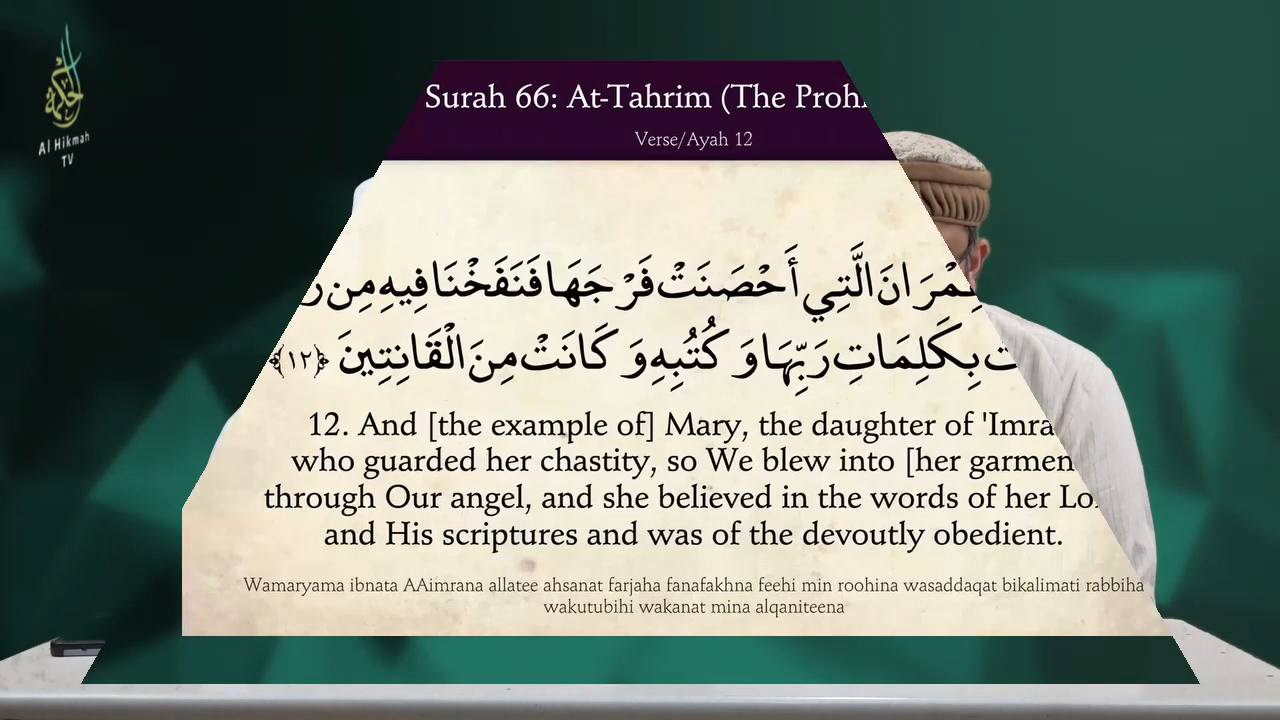 الحكمة
Al Hikmah
TV
Surah 66: At-Tahrim (The
Verse/Ayah 12
الَّتِي أَحْصَنَتْ فَرْجَهَا فَنَفَخْنَا فِيهِ مِن
بِكَلِمَاتِ رَبِّهَا وَ كُتُبِهِ وَ كَانَتْ مِنَ الْقَانِتِينَ ﴿١٢﴾
12. And [the example of] Mary, the daughter of 'Imra
who guarded her chastity, so We blew into [her garmen
through Our angel, and she believed in the words of her Lo
and His scriptures and was of the devoutly obedient.
Wamaryama ibnata AAimrana allatee ahsanat farjaha fanafakhna feehi min roohina wasaddaqat bikalimati rabbiha
wakutubihi wakanat mina alqaniteena